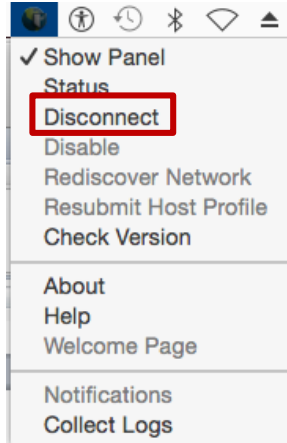 ✓ Show Panel
Status
Disconnect
Disable
Rediscover Network
Resubmit Host Profile
Check Version
About
Help
Welcome Page
Notifications
Collect Logs